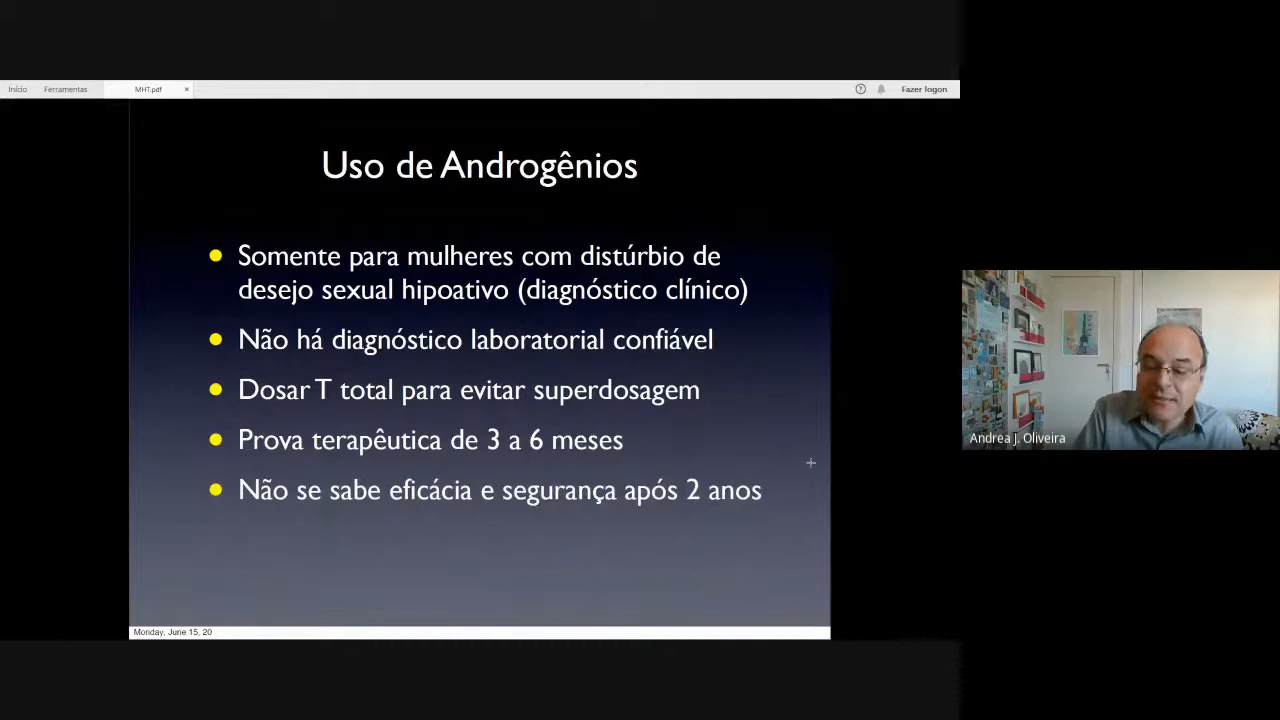 Início Ferramentas MHT.pdf × ? Fazer logon
Uso de Androgênios
Somente para mulheres com distúrbio de
desejo sexual hipoativo (diagnóstico clínico)
Não há diagnóstico laboratorial confiável
Dosar T total para evitar superdosagem
Prova terapêutica de 3 a 6 meses
Não se sabe eficácia e segurança após 2 anos
Andrea J. Oliveira
Monday, June 15, 20